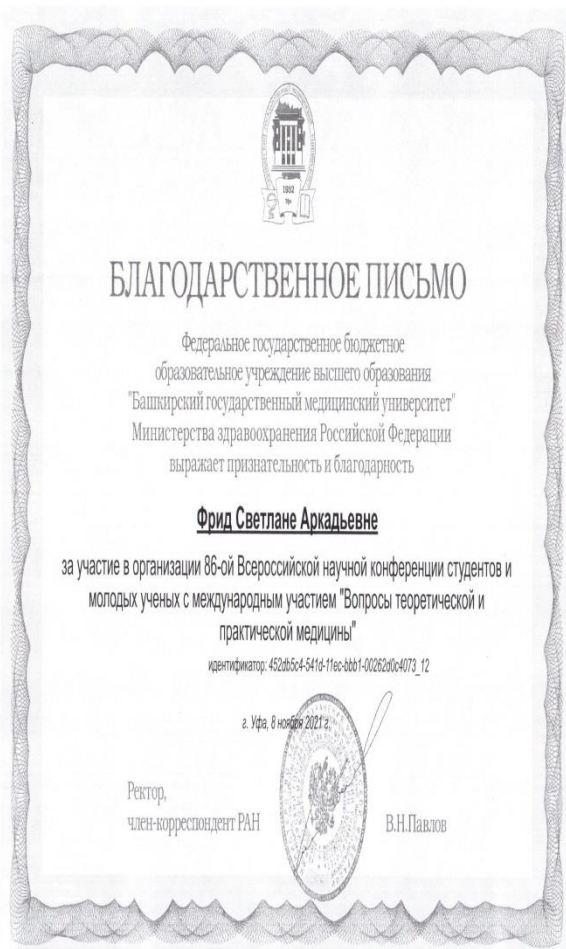 1932
БЛАГОДАРСТВЕННОЕ ПИСЬМО
Федеральное государственное бюджетное
образовательное учреждение высшего образования
"Башкирский государственный медицинский университет"
Министерства здравоохранения Российской Федерации
выражает признательность и благодарность
Фрид Светлане Аркадьевне
за участие в организации 86-ой Всероссийской научной конференции студентов и
молодых ученых с международным участием "Вопросы теоретической и
практической медицины"
идентификатор: 452db5c4-541d-11ec-bbb1-00262d0c4073_12
г. Уфа, 8 ноября 2021 г.
Ректор,
член-корреспондент РАН
В.Н.Павлов